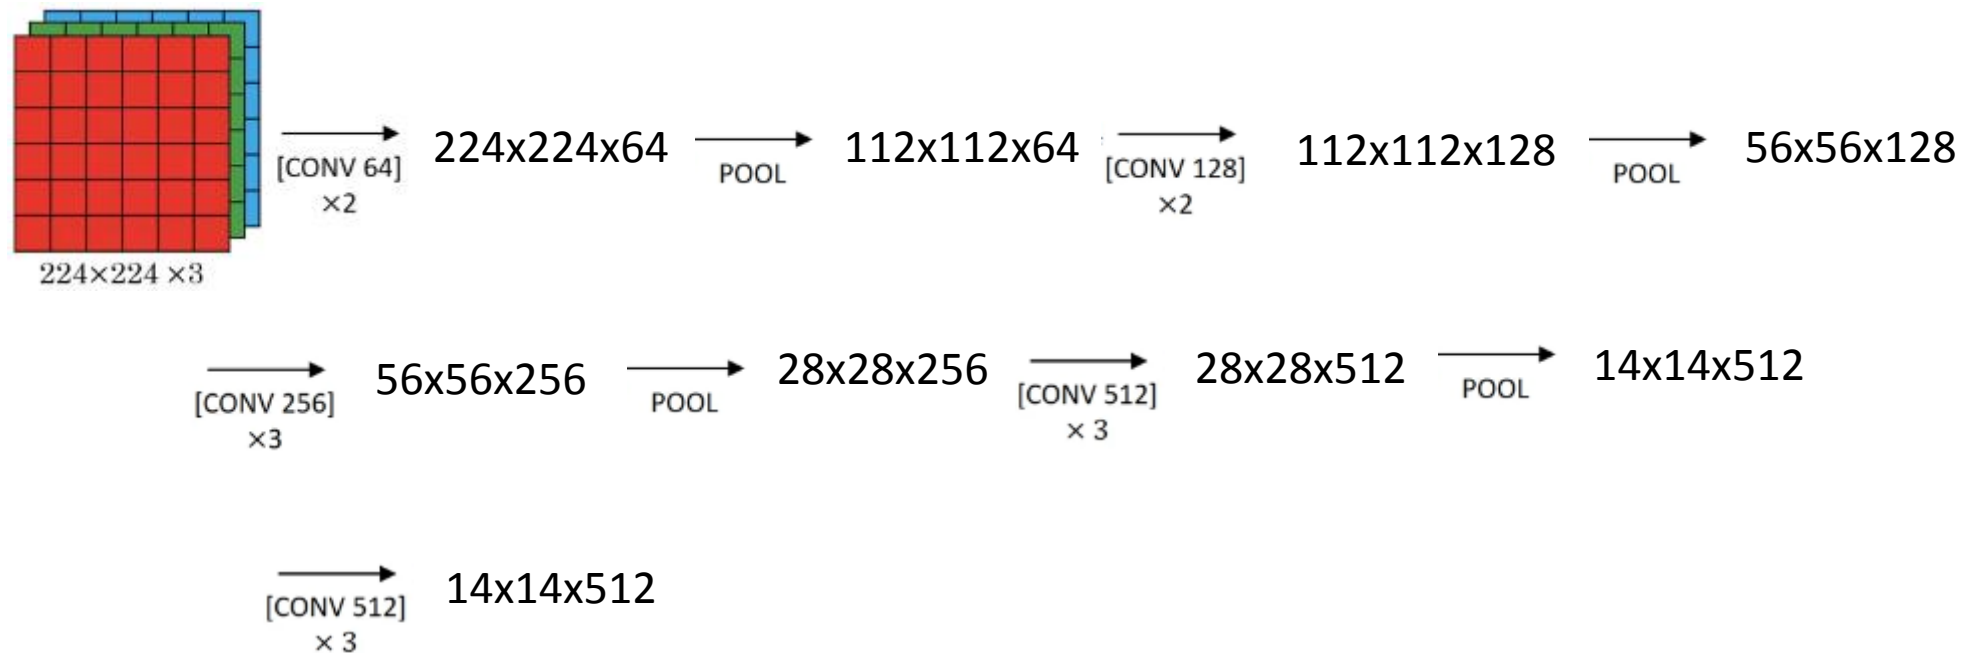 224×224 ×3
[CONV 64]
×2
224x224x64
POOL
112x112x64
[CONV 128]
×2
112x112x128
POOL
56x56x128
[CONV 256]
×3
56x56x256
POOL
28x28x256
[CONV 512]
× 3
28x28x512
POOL
14x14x512
[CONV 512]
× 3
14x14x512